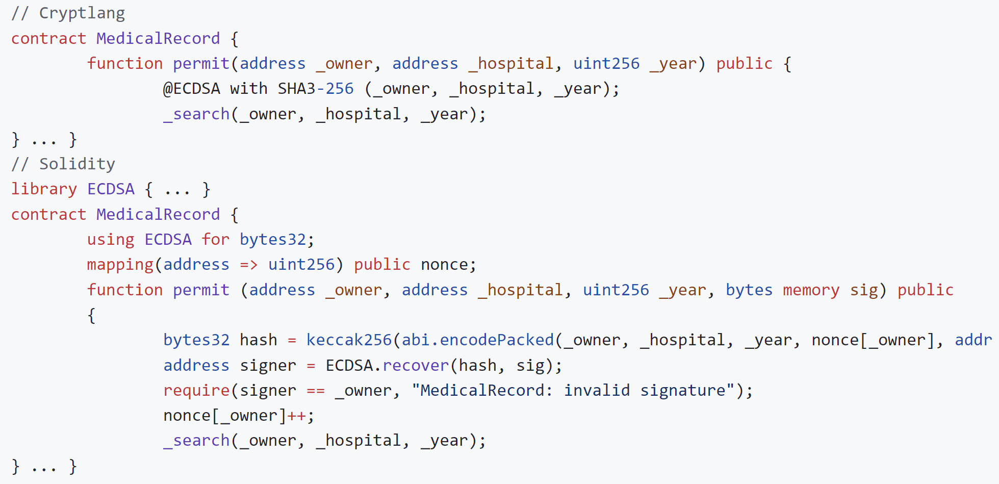 // Cryptlang
contract MedicalRecord {
function permit(address _owner, address _hospital, uint256 _year) public {
@ECDSA with SHA3-256 (_owner, _hospital, _year);
_search(_owner, _hospital, _year);
} ... }
// Solidity
library ECDSA { ... }
contract MedicalRecord {
using ECDSA for bytes32;
mapping(address => uint256) public nonce;
function permit (address _owner, address _hospital, uint256 _year, bytes memory sig) public
{
bytes32 hash = keccak256(abi.encodePacked(_owner, _hospital, _year, nonce[_owner], addr
address signer = ECDSA.recover(hash, sig);
require(signer == _owner, "MedicalRecord: invalid signature");
nonce[_owner]++;
_search(_owner, _hospital, _year);
} ... }